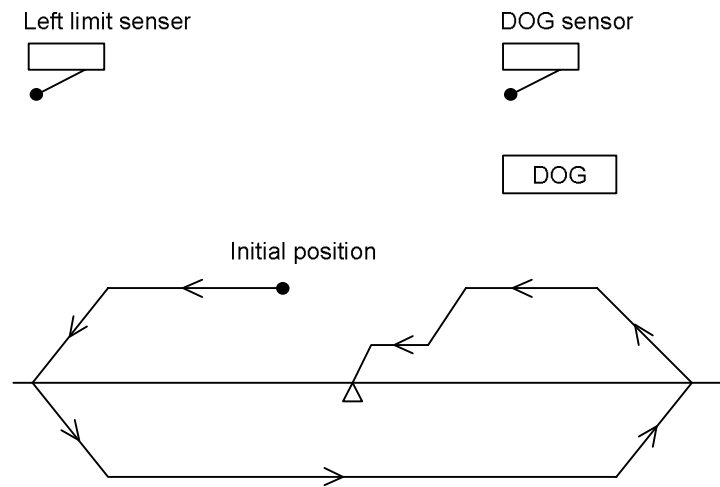 Left limit senser
DOG sensor
DOG
Initial position